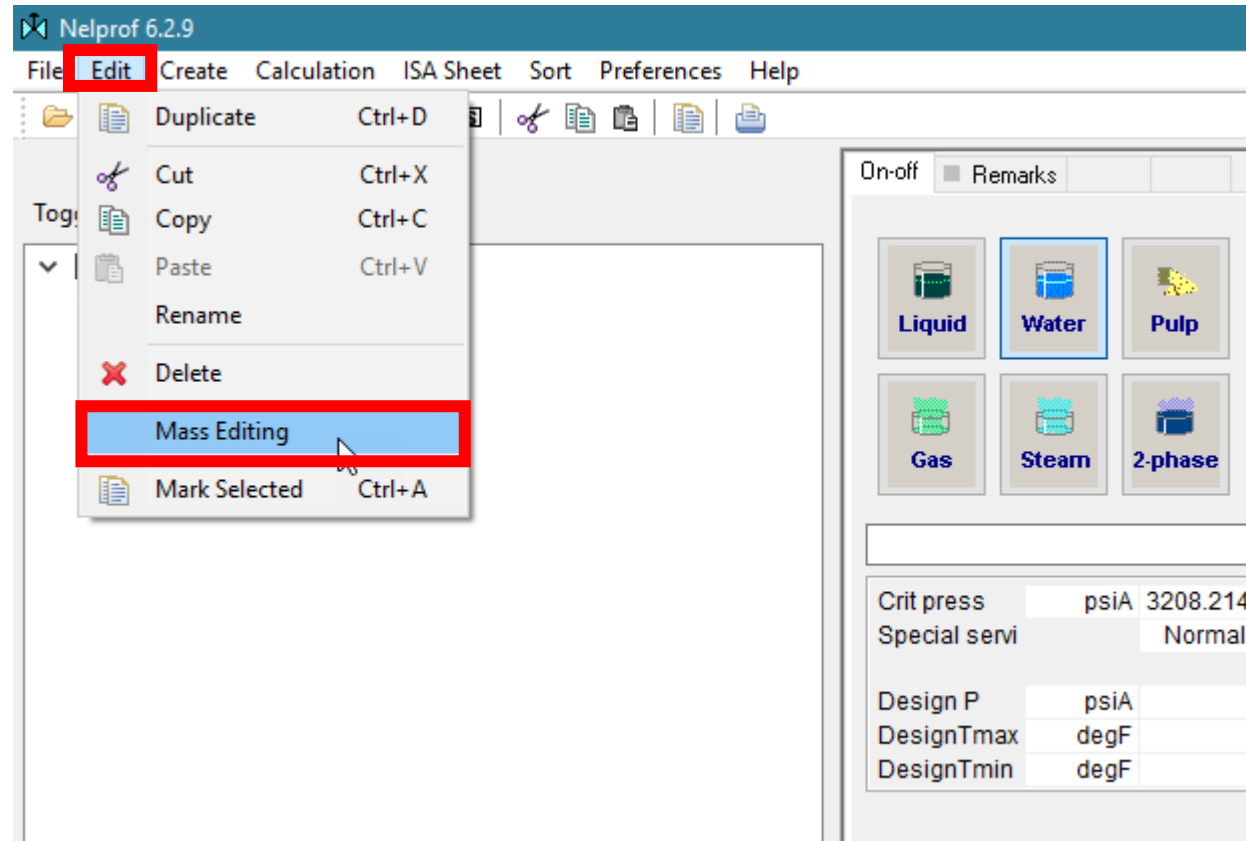 Nelprof 6.2.9
File Edit Create Calculation ISA Sheet Sort Preferences Help
Duplicate Ctrl+D
Cut Ctrl+X
Copy Ctrl+C
Paste Ctrl+V
Rename
Delete
Mass Editing
Mark Selected Ctrl+A
On-off Remarks
Liquid Water Pulp
Gas Steam 2-phase
Crit press psiA 3208.214
Special servi Normal
Design P psiA
DesignTmax degF
DesignTmin degF